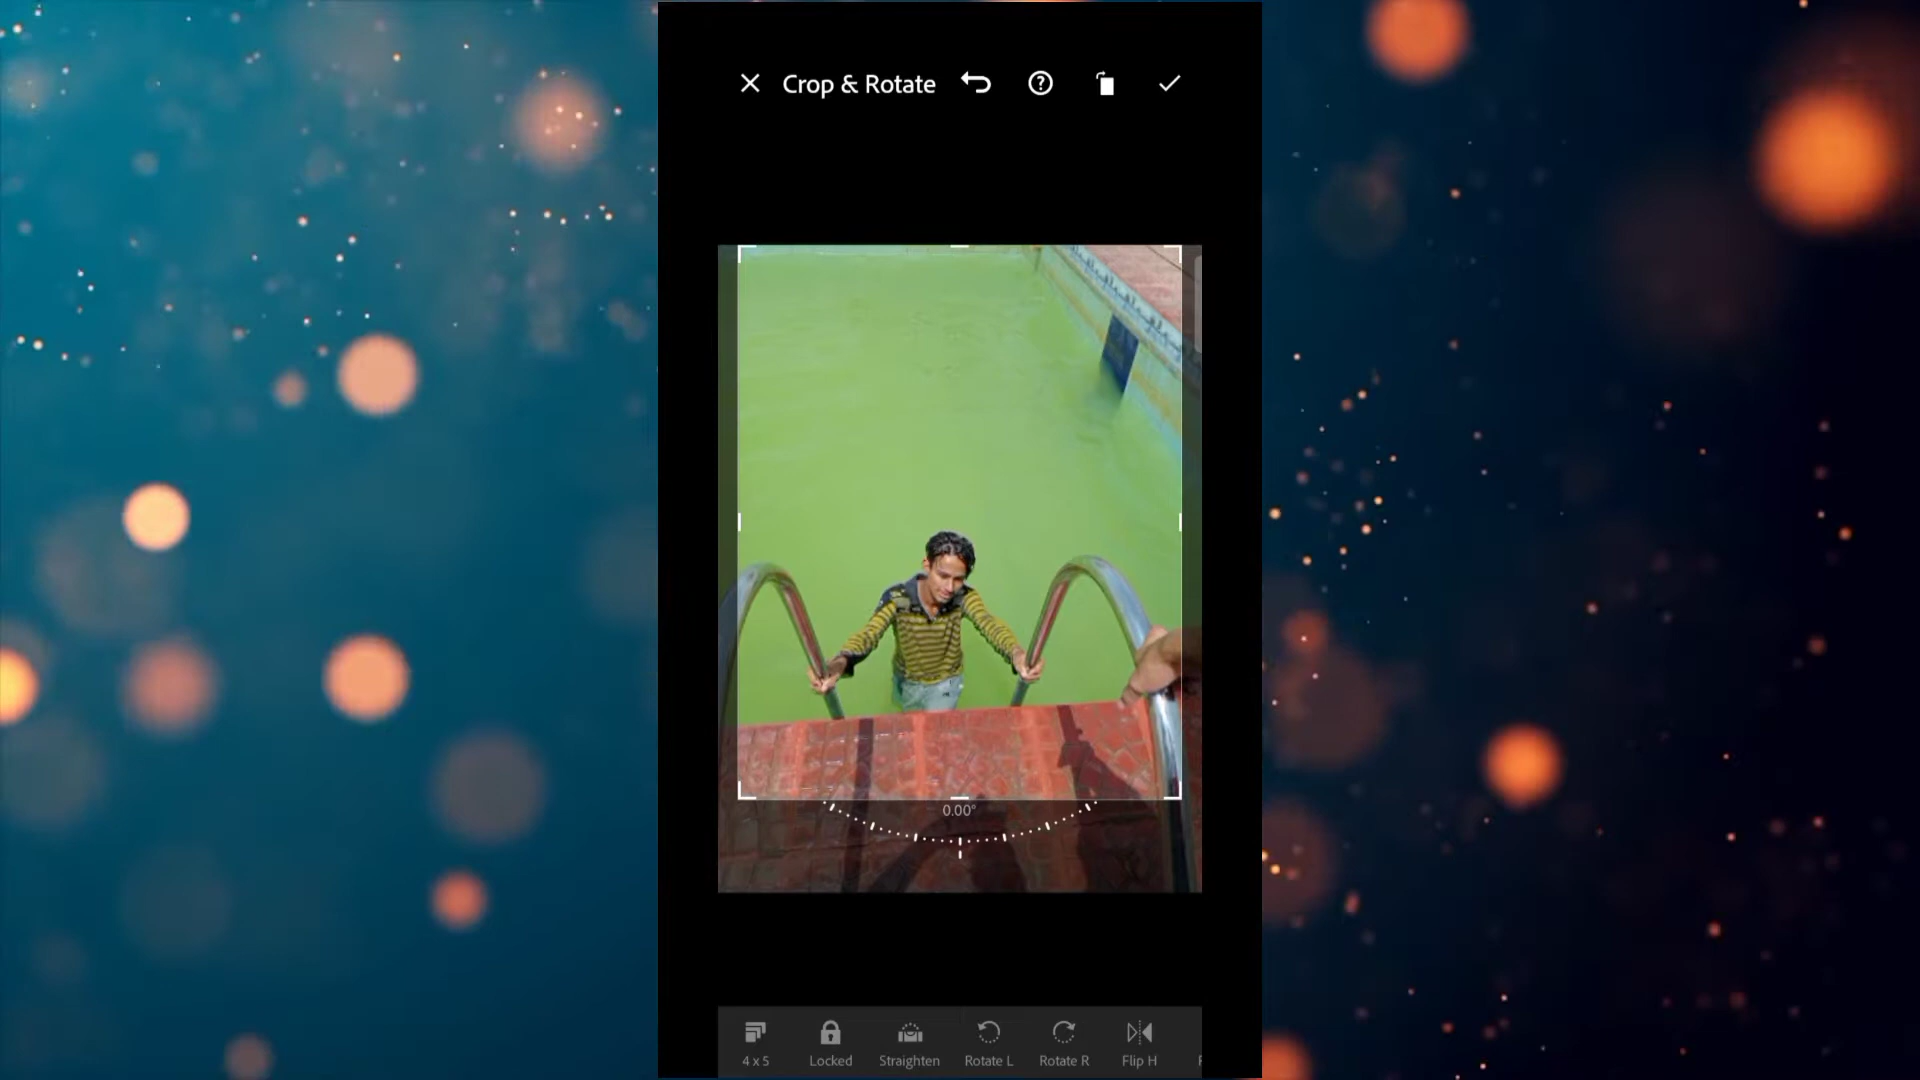 Crop & Rotate
0.00°
4 x 5
Locked
Straighten
Rotate L
Rotate R
Flip H